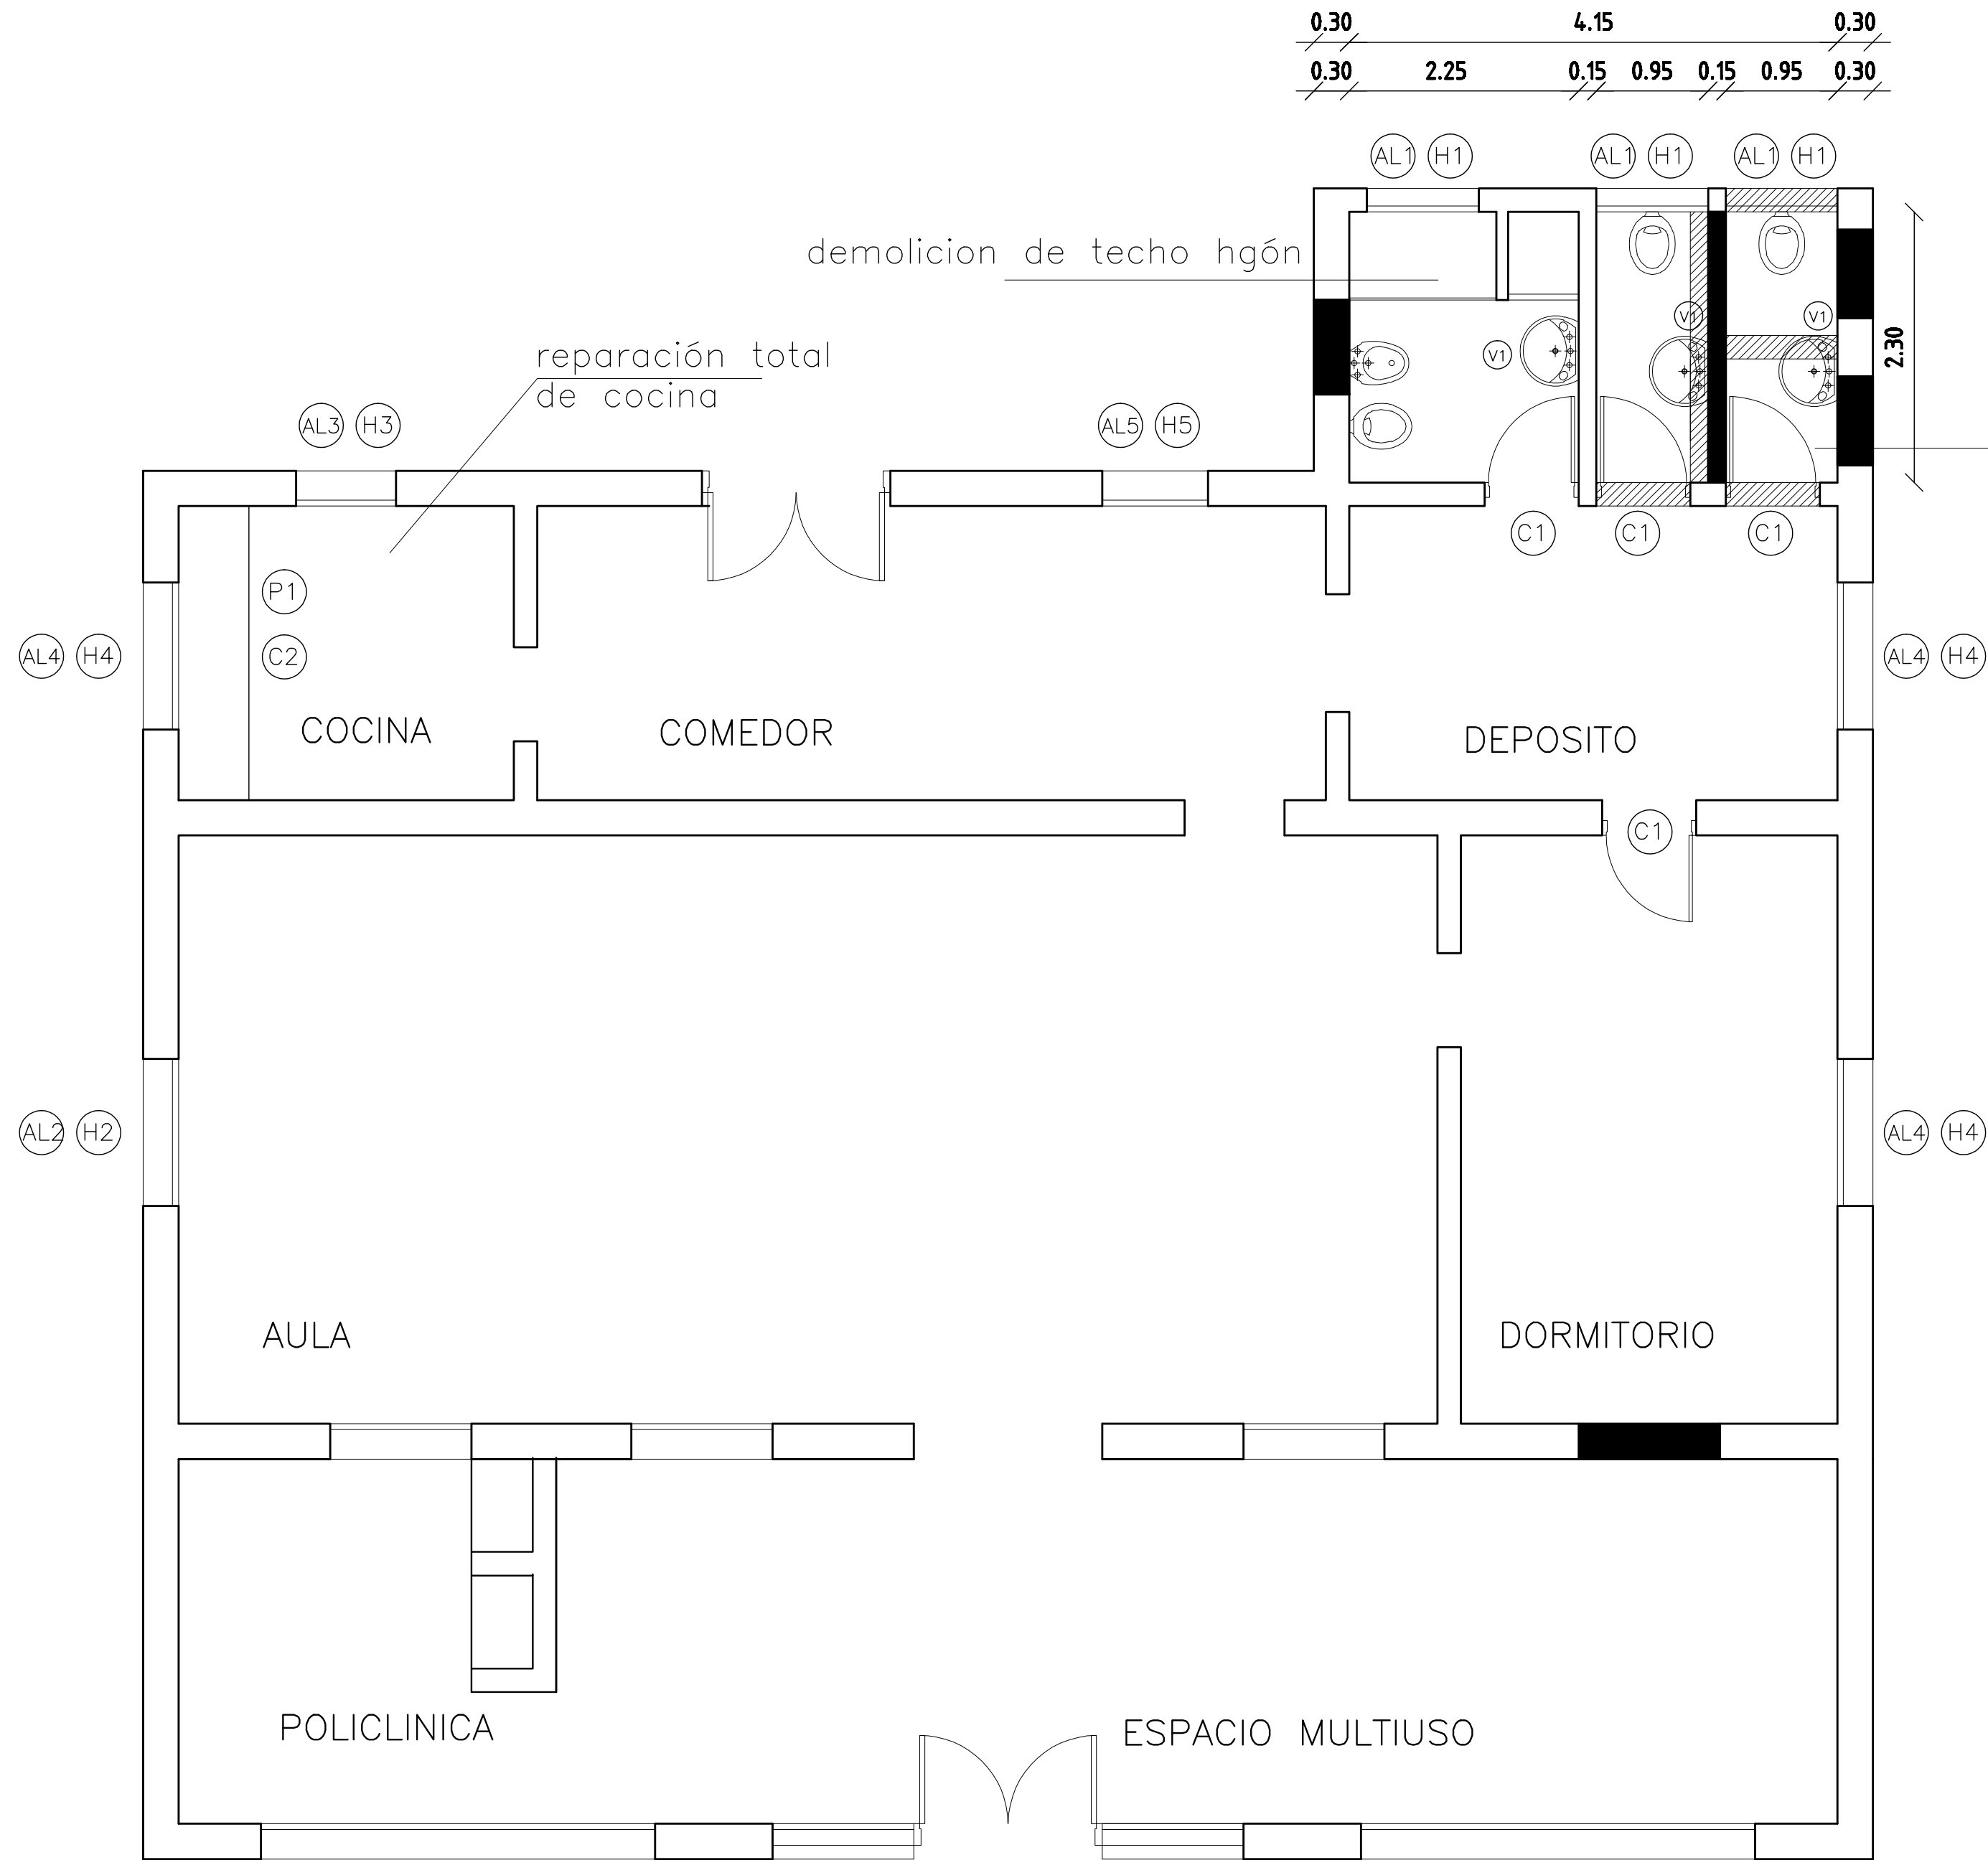 0.30 4.15 0.30
0.30 2.25 0.15 0.95 0.15 0.95 0.30
AL1 H1 AL1 H1 AL1 H1
demolicion de techo hgón
V1 V1
2.30
V1
reparación total
de cocina
AL3 H3 AL5 H5
C1 C1 C1
P1
AL4 H4 C2 AL4 H4
COCINA COMEDOR DEPOSITO
C1
AL2 H2 AL4 H4
AULA DORMITORIO
POLICLINICA ESPACIO MULTIUSO